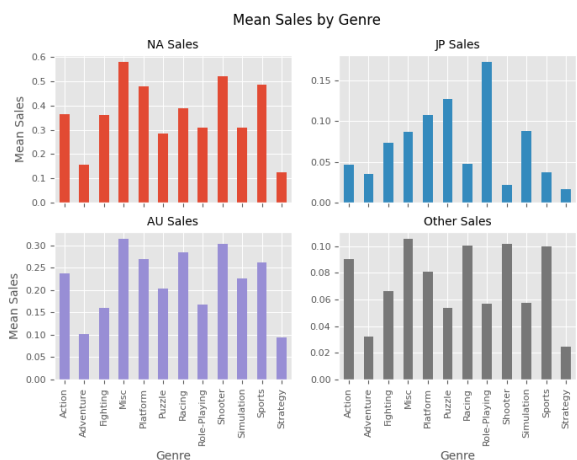 Mean Sales by Genre
NA Sales
JP Sales
Mean Sales
0.6
0.5
0.4
0.3
0.2
0.1
0.0
0.15
0.10
0.05
0.00
AU Sales
Other Sales
Mean Sales
0.30
0.25
0.20
0.15
0.10
0.05
0.00
0.10
0.08
0.06
0.04
0.02
0.00
Action
Adventure
Fighting
Misc
Platform
Puzzle
Racing
Role-Playing
Shooter
Simulation
Sports
Strategy
Genre
Action
Adventure
Fighting
Misc
Platform
Puzzle
Racing
Role-Playing
Shooter
Simulation
Sports
Strategy
Genre